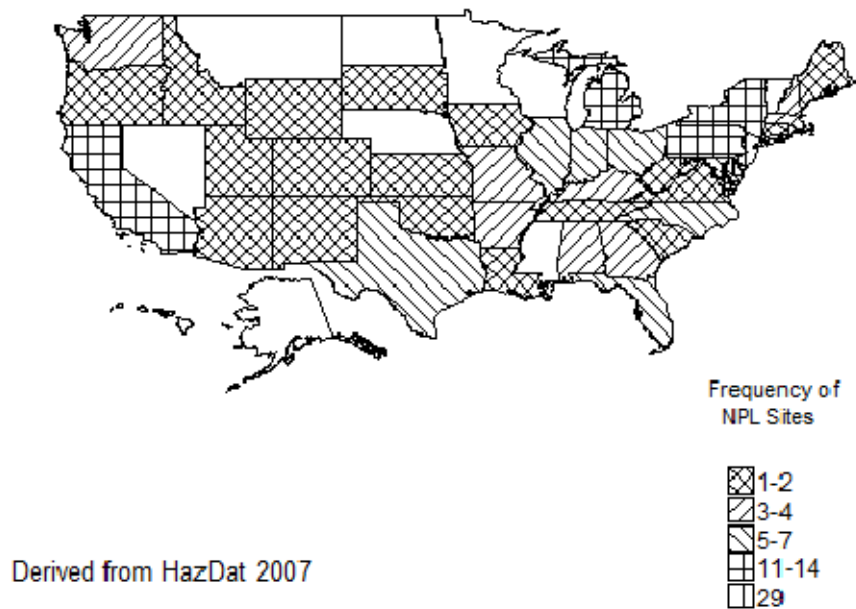 Frequency of
NPL Sites
1-2
3-4
5-7
11-14
29
Derived from HazDat 2007